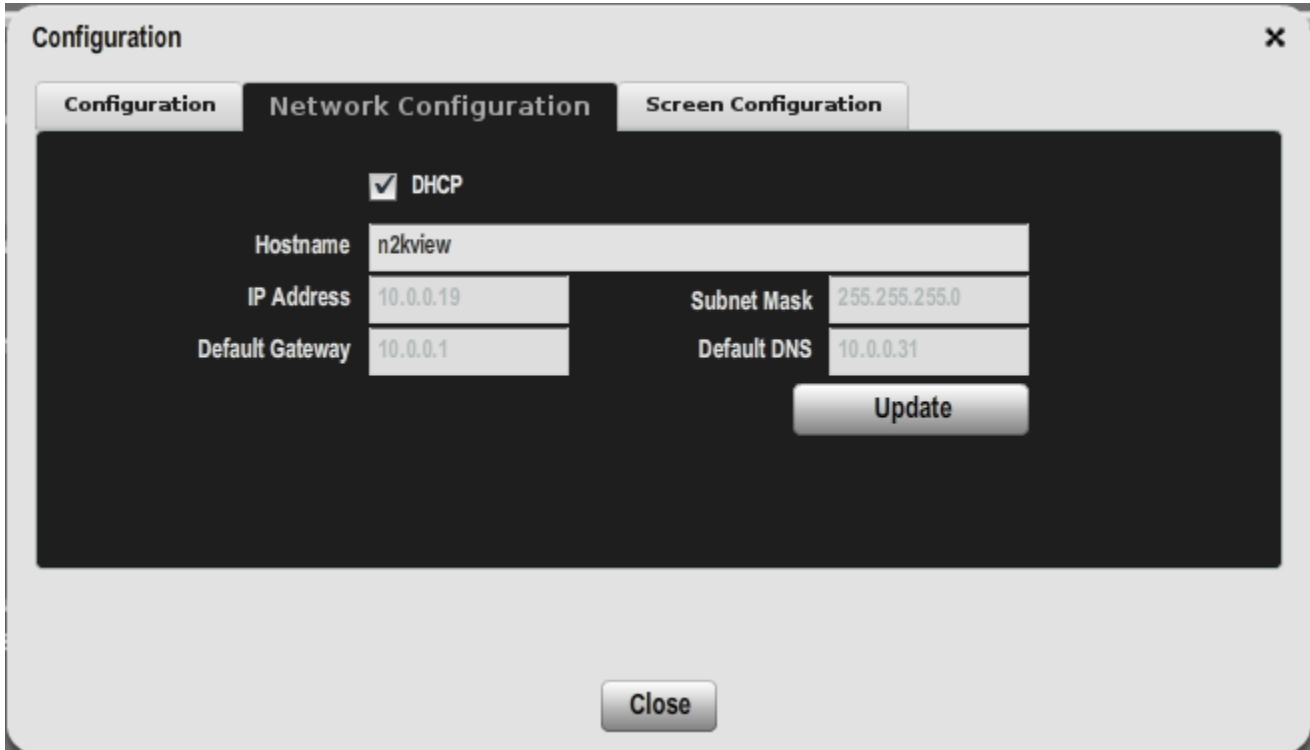 Configuration
Configuration Network Configuration Screen Configuration
DHCP
Hostname n2kview
IP Address 10.0.0.19 Subnet Mask 255.255.255.0
Default Gateway 10.0.0.1 Default DNS 10.0.0.31
Update
Close